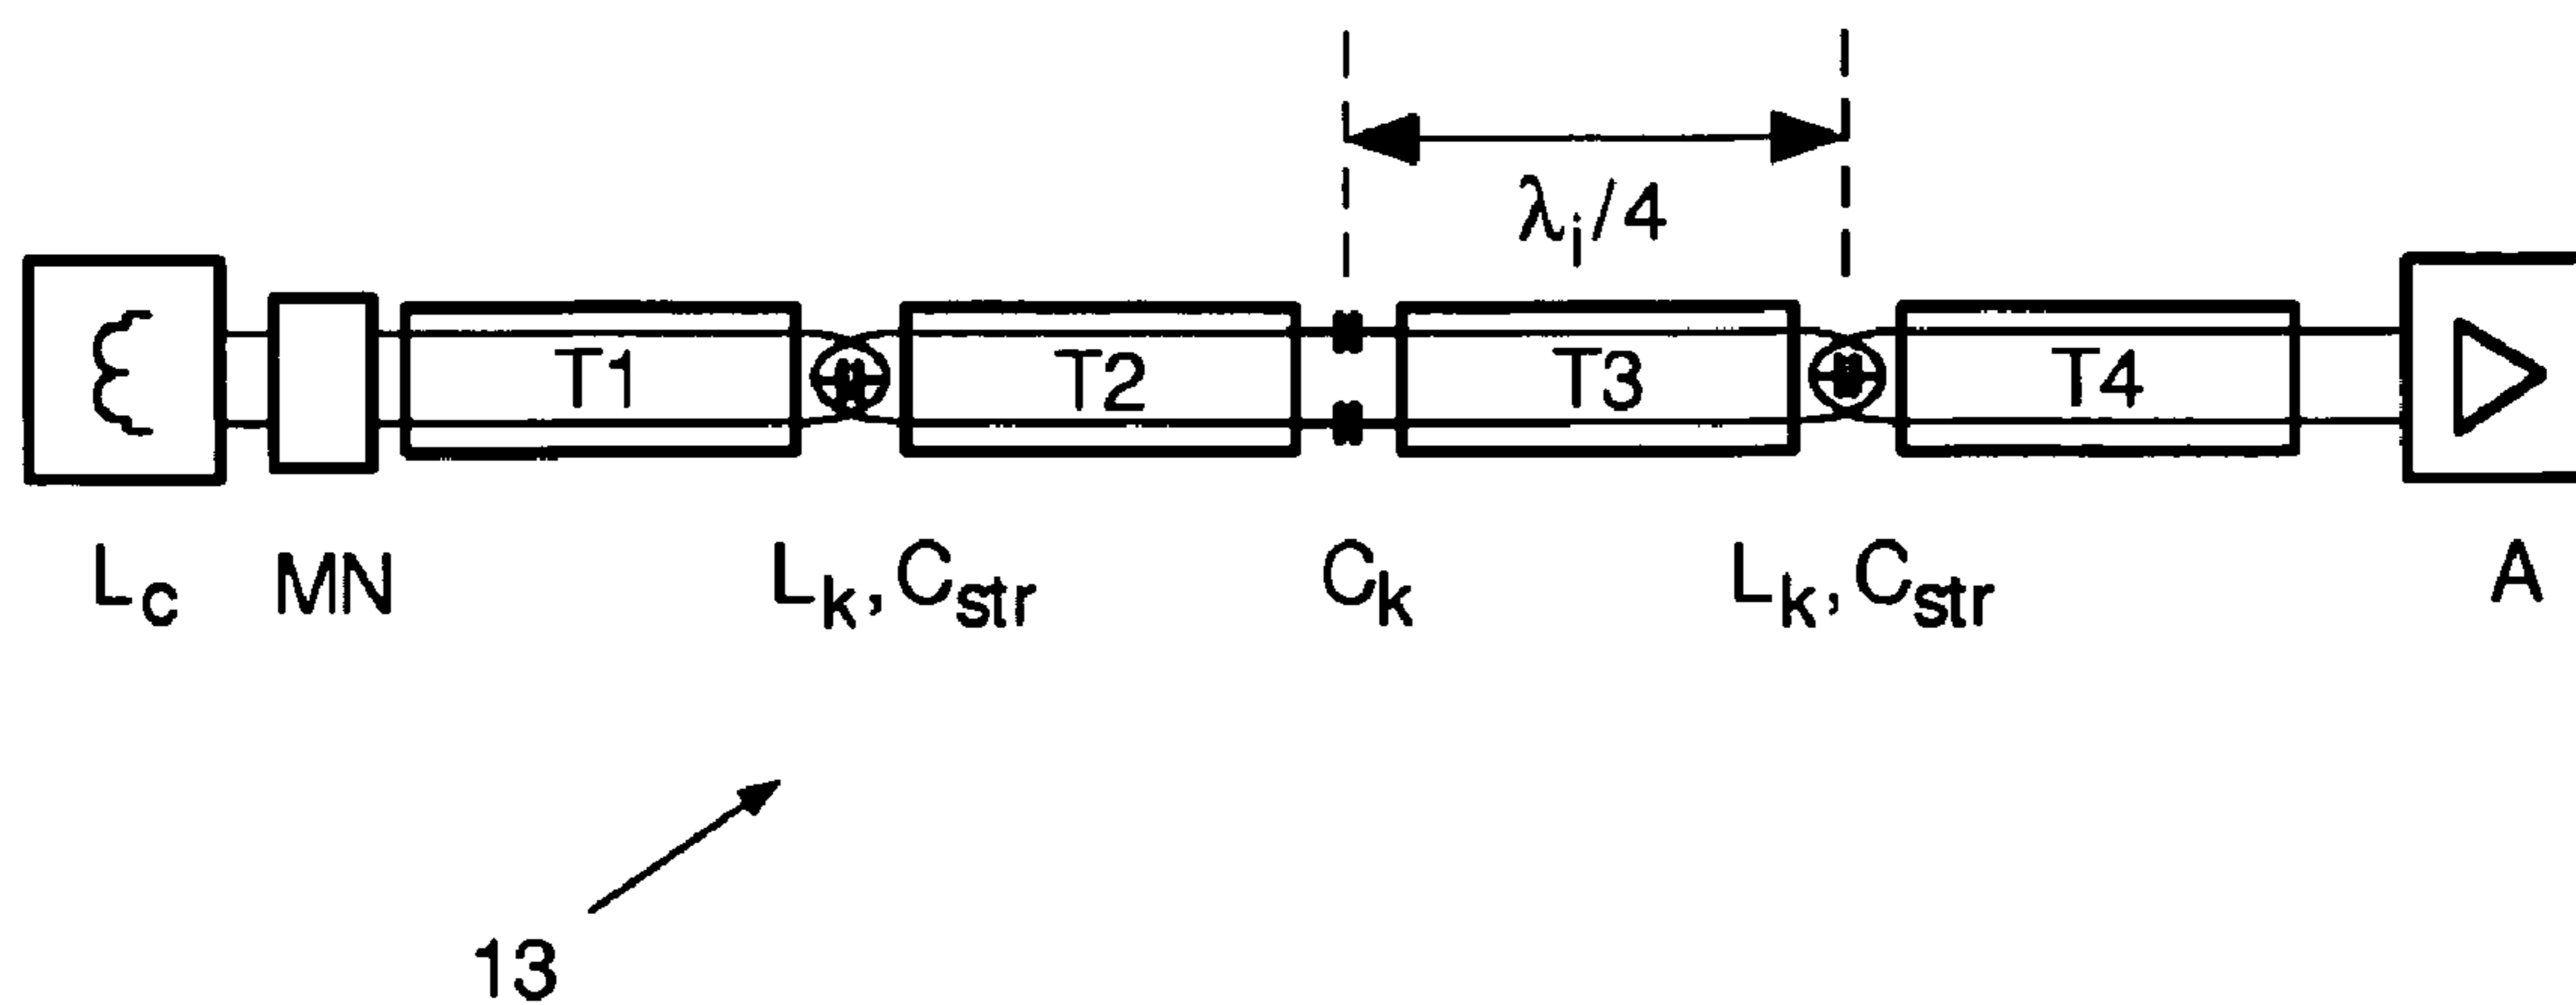 λi/4
T1 T2 T3 T4
Lc MN Lk, Cstr Ck Lk, Cstr A
13